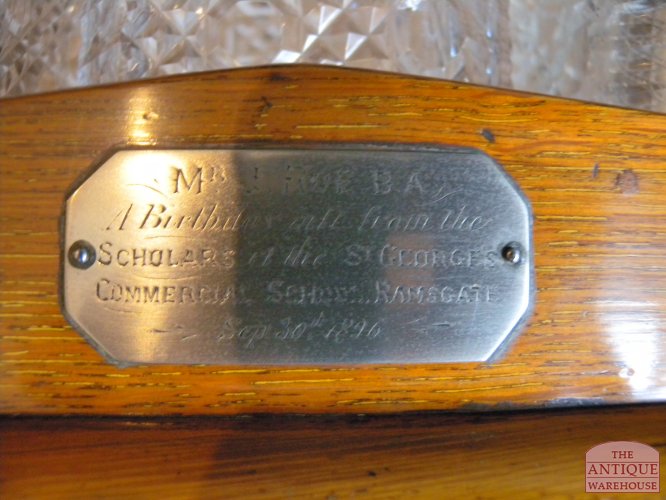 Mr J. Roe B.A.
A Birthday gift from the
Scholars of the St George's
Commercial School, Ramsgate
Sep 30th 1896
THE
ANTIQUE
WAREHOUSE